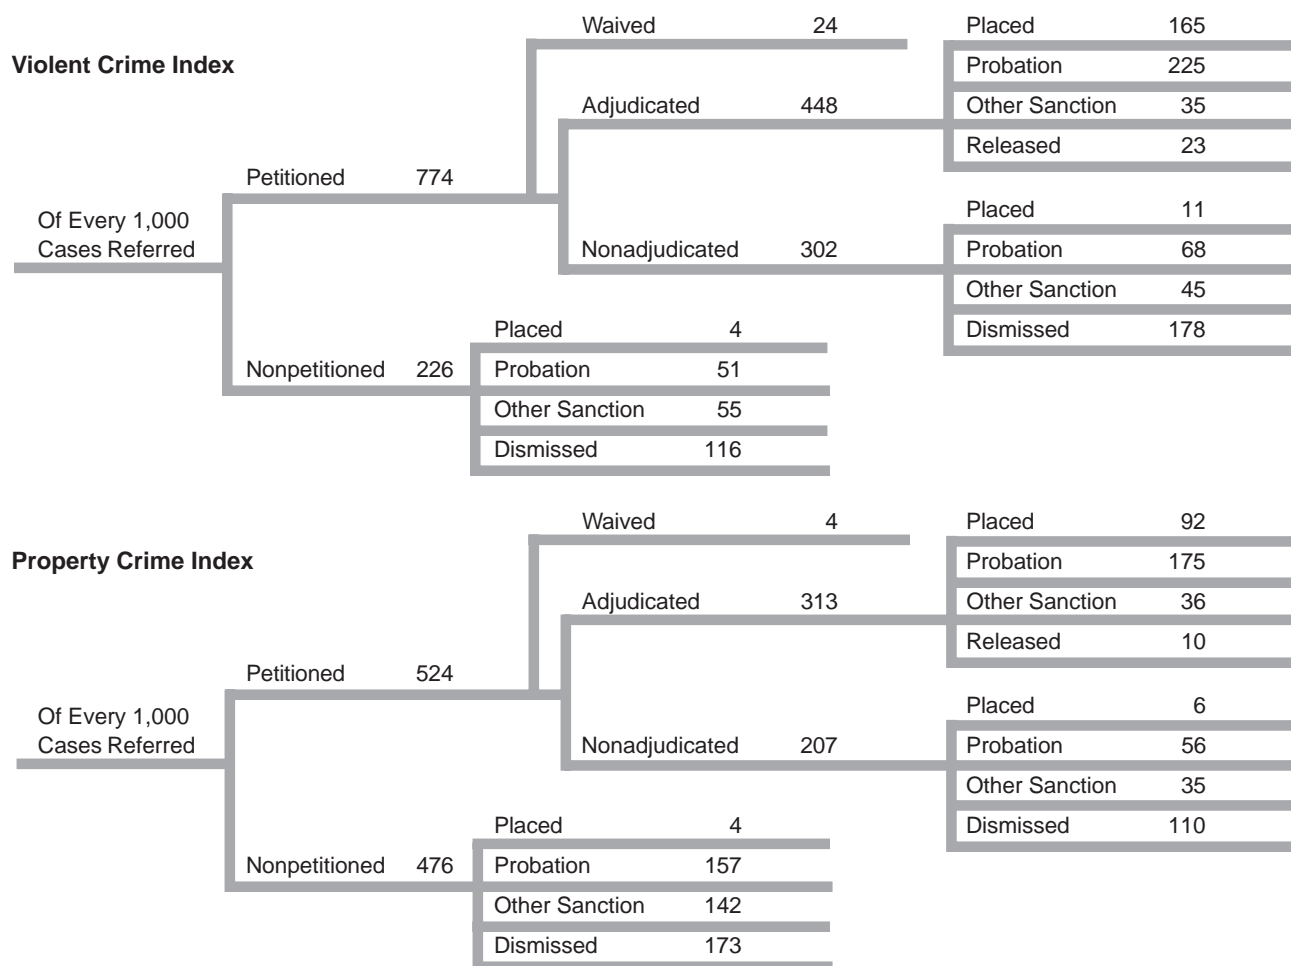 Violent Crime Index
Of Every 1,000
Cases Referred
Petitioned 774
Waived 24
Adjudicated 448
Placed 165
Probation 225
Other Sanction 35
Released 23
Nonadjudicated 302
Placed 11
Probation 68
Other Sanction 45
Dismissed 178
Nonpetitioned 226
Placed 4
Probation 51
Other Sanction 55
Dismissed 116
Property Crime Index
Of Every 1,000
Cases Referred
Petitioned 524
Waived 4
Adjudicated 313
Placed 92
Probation 175
Other Sanction 36
Released 10
Nonadjudicated 207
Placed 6
Probation 56
Other Sanction 35
Dismissed 110
Nonpetitioned 476
Placed 4
Probation 157
Other Sanction 142
Dismissed 173